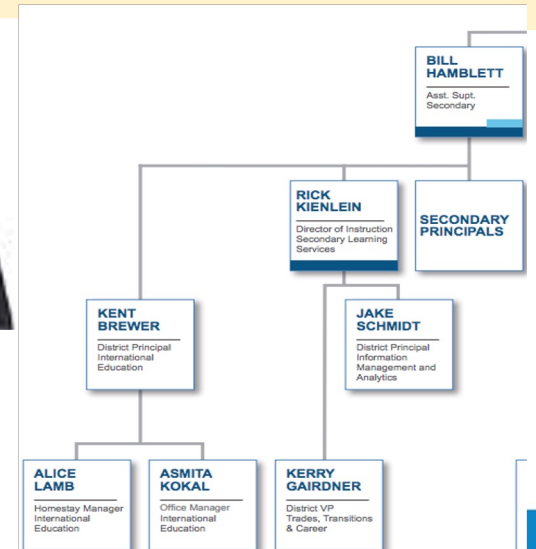 BILL
HAMBLETT
Asst. Supt.
Secondary
RICK
KIENLEIN
Director of Instruction
Secondary Learning
Services
SECONDARY
PRINCIPALS
KENT
BREWER
District Principal
International
Education
JAKE
SCHMIDT
District Principal
Information
Management and
Analytics
ALICE
LAMB
Homestay Manager
International
Education
ASMITA
KOKAL
Office Manager
International
Education
KERRY
GAIRDNER
District VP
Trades, Transitions
& Career